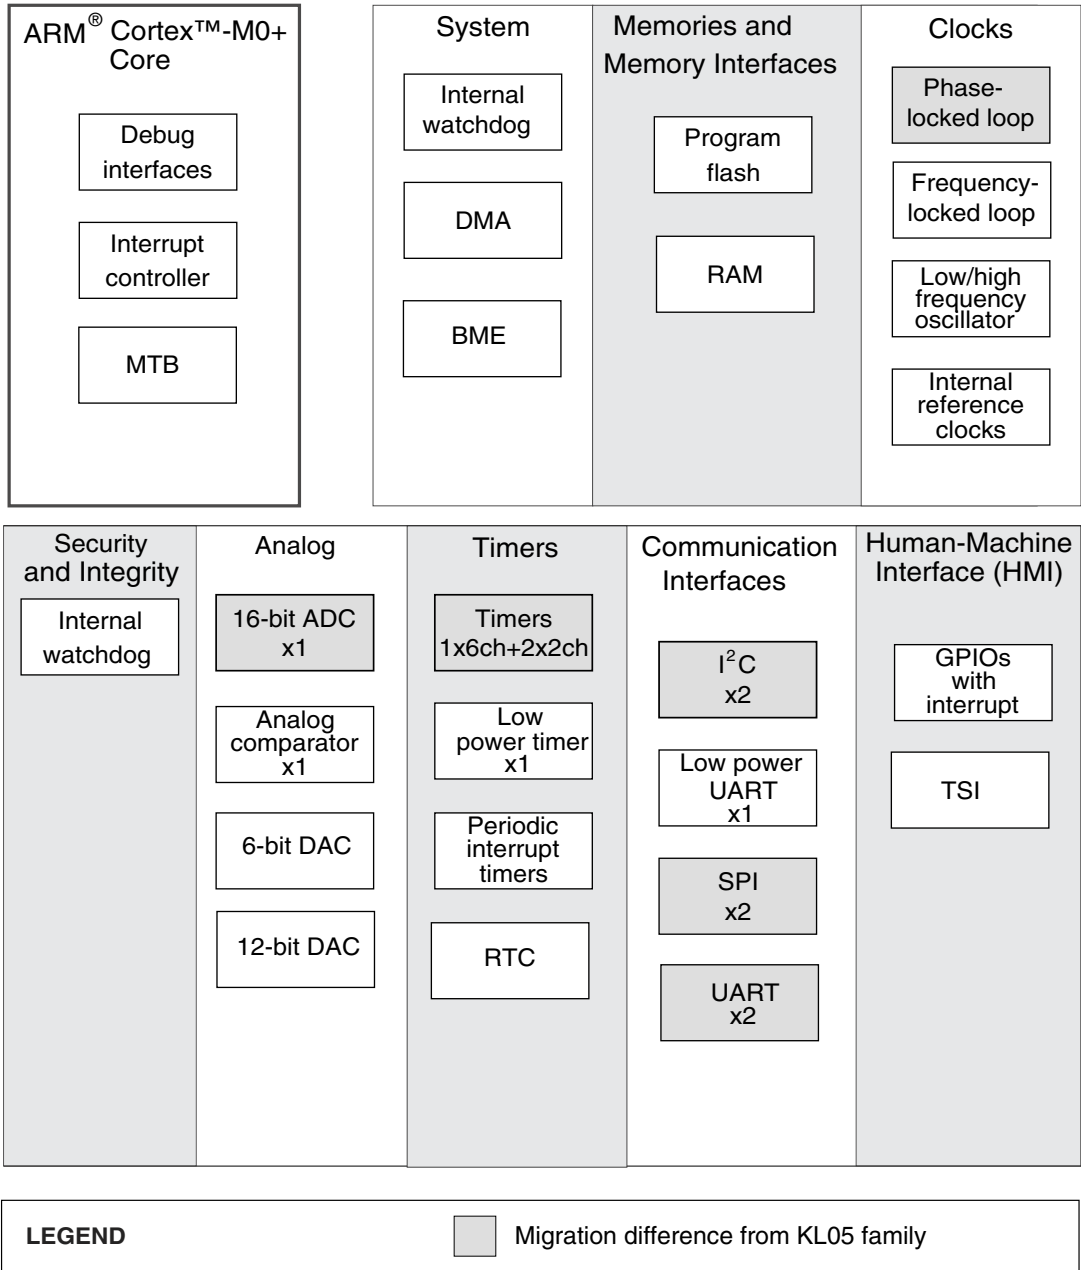 ARM® Cortex™-M0+
Core
Debug
interfaces
Interrupt
controller
MTB
System
Internal
watchdog
DMA
BME
Memories and
Memory Interfaces
Program
flash
RAM
Clocks
Phase-
locked loop
Frequency-
locked loop
Low/high
frequency
oscillator
Internal
reference
clocks
Security
and Integrity
Internal
watchdog
Analog
16-bit ADC
x1
Analog
comparator
x1
6-bit DAC
12-bit DAC
Timers
Timers
1x6ch+2x2ch
Low
power timer
x1
Periodic
interrupt
timers
RTC
Communication
Interfaces
I²C
x2
Low power
UART
x1
SPI
x2
UART
x2
Human-Machine
Interface (HMI)
GPIOs
with
interrupt
TSI
LEGEND
Migration difference from KL05 family